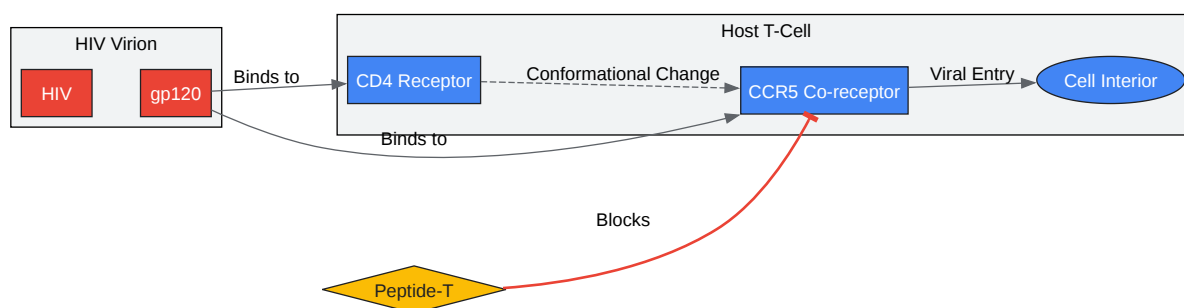 HIV Virion
Host T-Cell
HIV
gp120
Binds to
CD4 Receptor
Conformational Change
CCR5 Co-receptor
Viral Entry
Cell Interior
Binds to
Blocks
Peptide-T